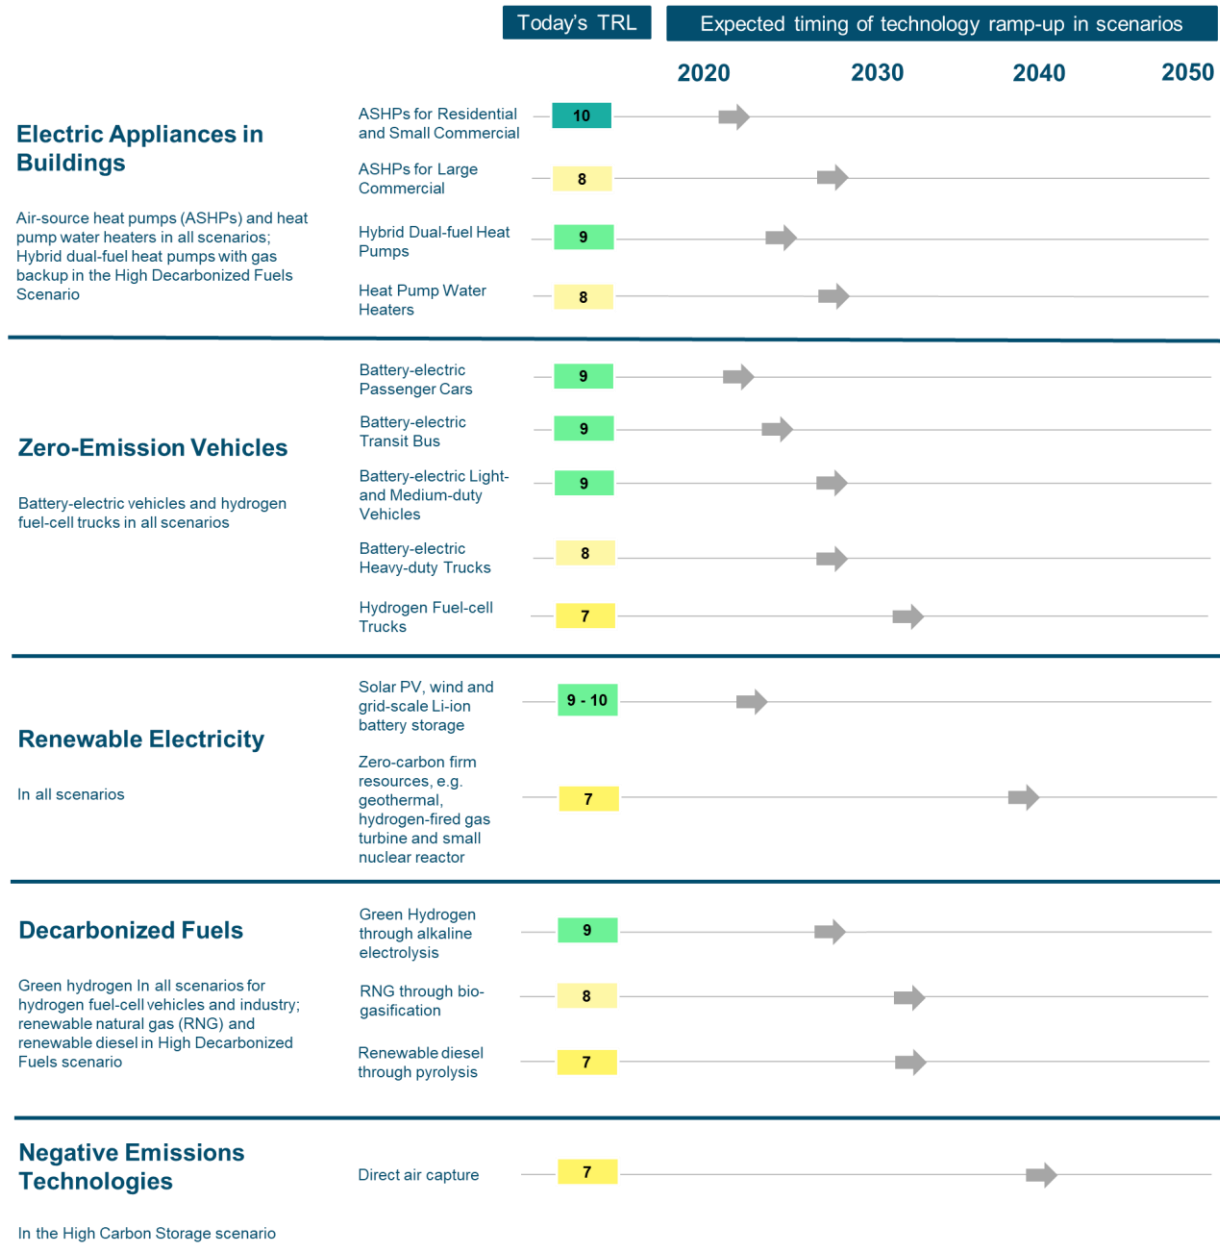 Today's TRL
Expected timing of technology ramp-up in scenarios
2020 2030 2040 2050
Electric Appliances in
Buildings
Air-source heat pumps (ASHPs) and heat
pump water heaters in all scenarios;
Hybrid dual-fuel heat pumps with gas
backup in the High Decarbonized Fuels
Scenario
ASHPs for Residential
and Small Commercial
10
ASHPs for Large
Commercial
8
Hybrid Dual-fuel Heat
Pumps
9
Heat Pump Water
Heaters
8
Zero-Emission Vehicles
Battery-electric vehicles and hydrogen
fuel-cell trucks in all scenarios
Battery-electric
Passenger Cars
9
Battery-electric
Transit Bus
9
Battery-electric Light-
and Medium-duty
Vehicles
9
Battery-electric
Heavy-duty Trucks
8
Hydrogen Fuel-cell
Trucks
7
Renewable Electricity
In all scenarios
Solar PV, wind and
grid-scale Li-ion
battery storage
9 - 10
Zero-carbon firm
resources, e.g.
geothermal,
hydrogen-fired gas
turbine and small
nuclear reactor
7
Decarbonized Fuels
Green hydrogen In all scenarios for
hydrogen fuel-cell vehicles and industry;
renewable natural gas (RNG) and
renewable diesel in High Decarbonized
Fuels scenario
Green Hydrogen
through alkaline
electrolysis
9
RNG through bio-
gasification
8
Renewable diesel
through pyrolysis
7
Negative Emissions
Technologies
In the High Carbon Storage scenario
Direct air capture
7